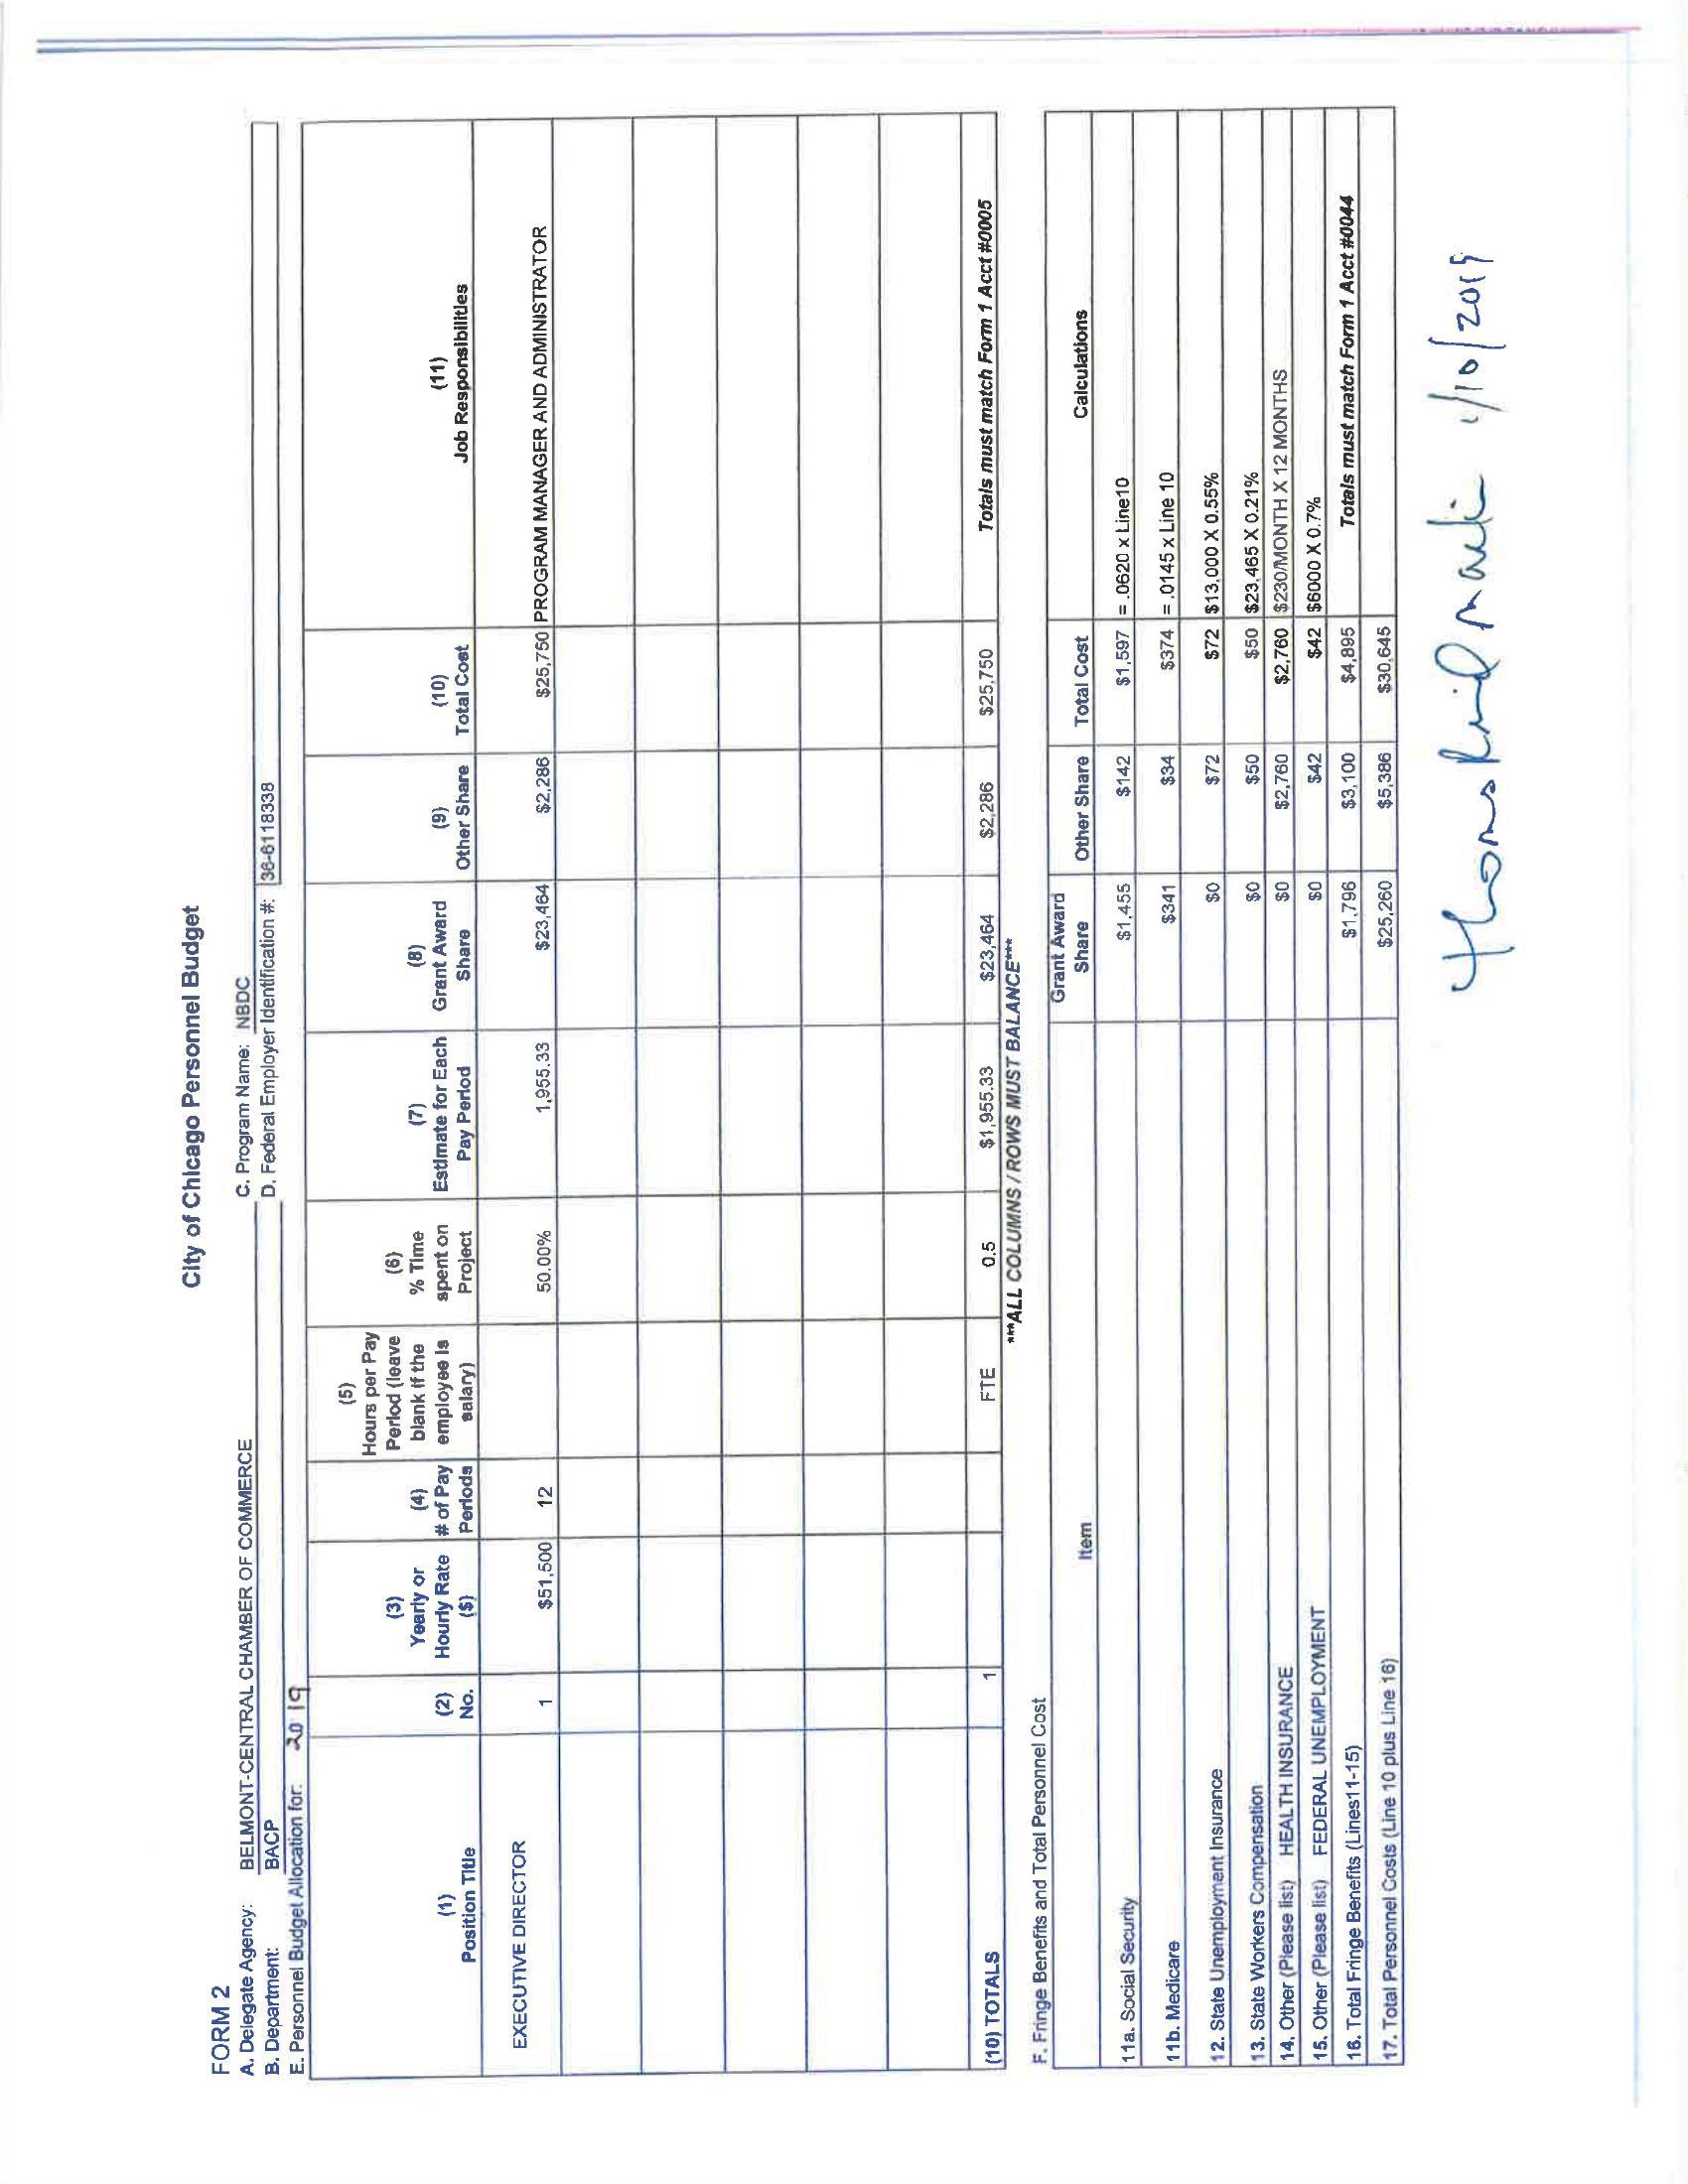 City of Chicago Personnel Budget
FORM 2
A. Delegate Agency: BELMONT-CENTRAL CHAMBER OF COMMERCE C. Program Name: NBDC
B. Department: BACP D. Federal Employer Identification #: 36-6118338
E. Personnel Budget Allocation for: 2019
(1) Position Title
(2) No.
(3) Yearly or Hourly Rate ($)
(4) # of Pay Periods
(5) Hours per Pay Period (leave blank if the employee is salary)
(6) % Time spent on Project
(7) Estimate for Each Pay Period
(8) Grant Award Share
(9) Other Share
(10) Total Cost
(11) Job Responsibilities
EXECUTIVE DIRECTOR 1 $51,500 12 50.00% 1,955.33 $23,464 $2,286 $25,750 PROGRAM MANAGER AND ADMINISTRATOR
(10) TOTALS 1 FTE 0.5 $1,955.33 $23,464 $2,286 $25,750 Totals must match Form 1 Acct #0005
***ALL COLUMNS / ROWS MUST BALANCE***
F. Fringe Benefits and Total Personnel Cost
Item Grant Award Share Other Share Total Cost Calculations
11a. Social Security $1,455 $142 $1,597 = .0620 x Line10
11b. Medicare $341 $34 $374 = .0145 x Line 10
12. State Unemployment Insurance $0 $72 $72 $13,000 X 0.55%
13. State Workers Compensation $0 $50 $50 $23,465 X 0.21%
14. Other (Please list) HEALTH INSURANCE $0 $2,760 $2,760 $230/MONTH X 12 MONTHS
15. Other (Please list) FEDERAL UNEMPLOYMENT $0 $42 $42 $6000 X 0.7%
16. Total Fringe Benefits (Lines11-15) $1,796 $3,100 $4,895 Totals must match Form 1 Acct #0044
17. Total Personnel Costs (Line 10 plus Line 16) $25,260 $5,386 $30,645
1/10/2019